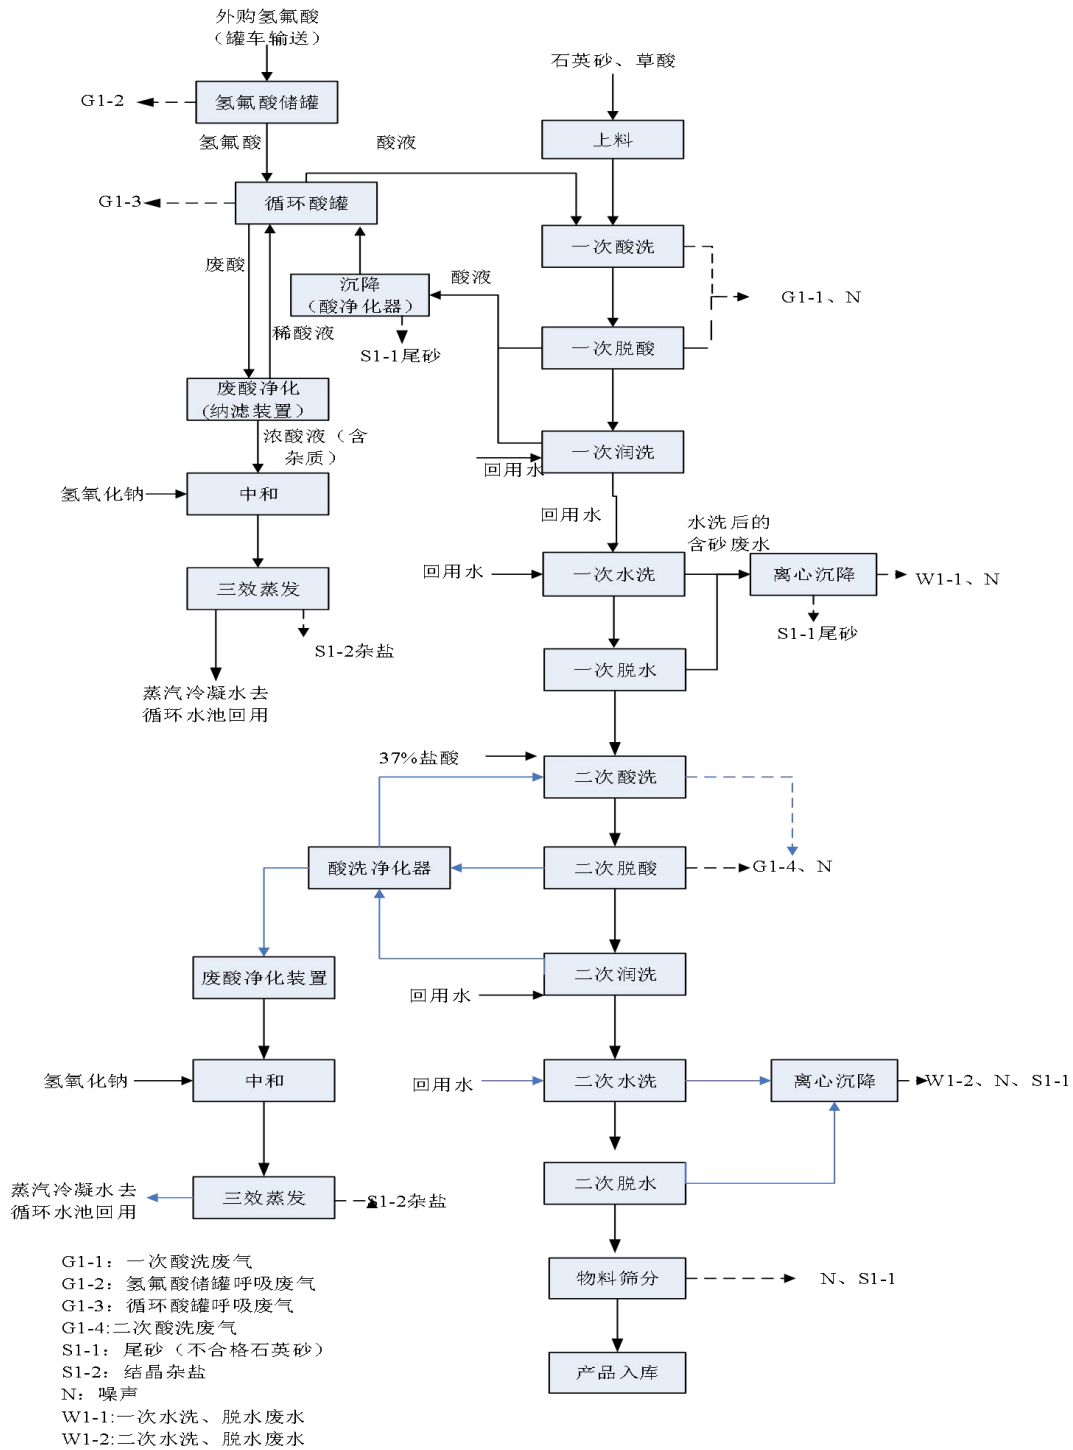 外购氢氟酸
（罐车输送）
石英砂、草酸
G1-2
氢氟酸储罐
氢氟酸
酸液
上料
G1-3
循环酸罐
一次酸洗
废酸
沉降
（酸净化器）
酸液
G1-1、N
稀酸液
S1-1尾砂
一次脱酸
废酸净化
(纳滤装置）
浓酸液（含
杂质）
一次润洗
回用水
氢氧化钠
中和
回用水
水洗后的
含砂废水
三效蒸发
回用水
一次水洗
离心沉降
W1-1、N
S1-1尾砂
S1-2杂盐
一次脱水
蒸汽冷凝水去
循环水池回用
37%盐酸
二次酸洗
酸洗净化器
二次脱酸
G1-4、N
废酸净化装置
二次润洗
回用水
氢氧化钠
中和
回用水
二次水洗
离心沉降
W1-2、N、S1-1
蒸汽冷凝水去
循环水池回用
三效蒸发
S1-2杂盐
二次脱水
物料筛分
N、S1-1
产品入库
G1-1：一次酸洗废气
G1-2：氢氟酸储罐呼吸废气
G1-3：循环酸罐呼吸废气
G1-4:二次酸洗废气
S1-1：尾砂（不合格石英砂）
S1-2：结晶杂盐
N：噪声
W1-1:一次水洗、脱水废水
W1-2:二次水洗、脱水废水